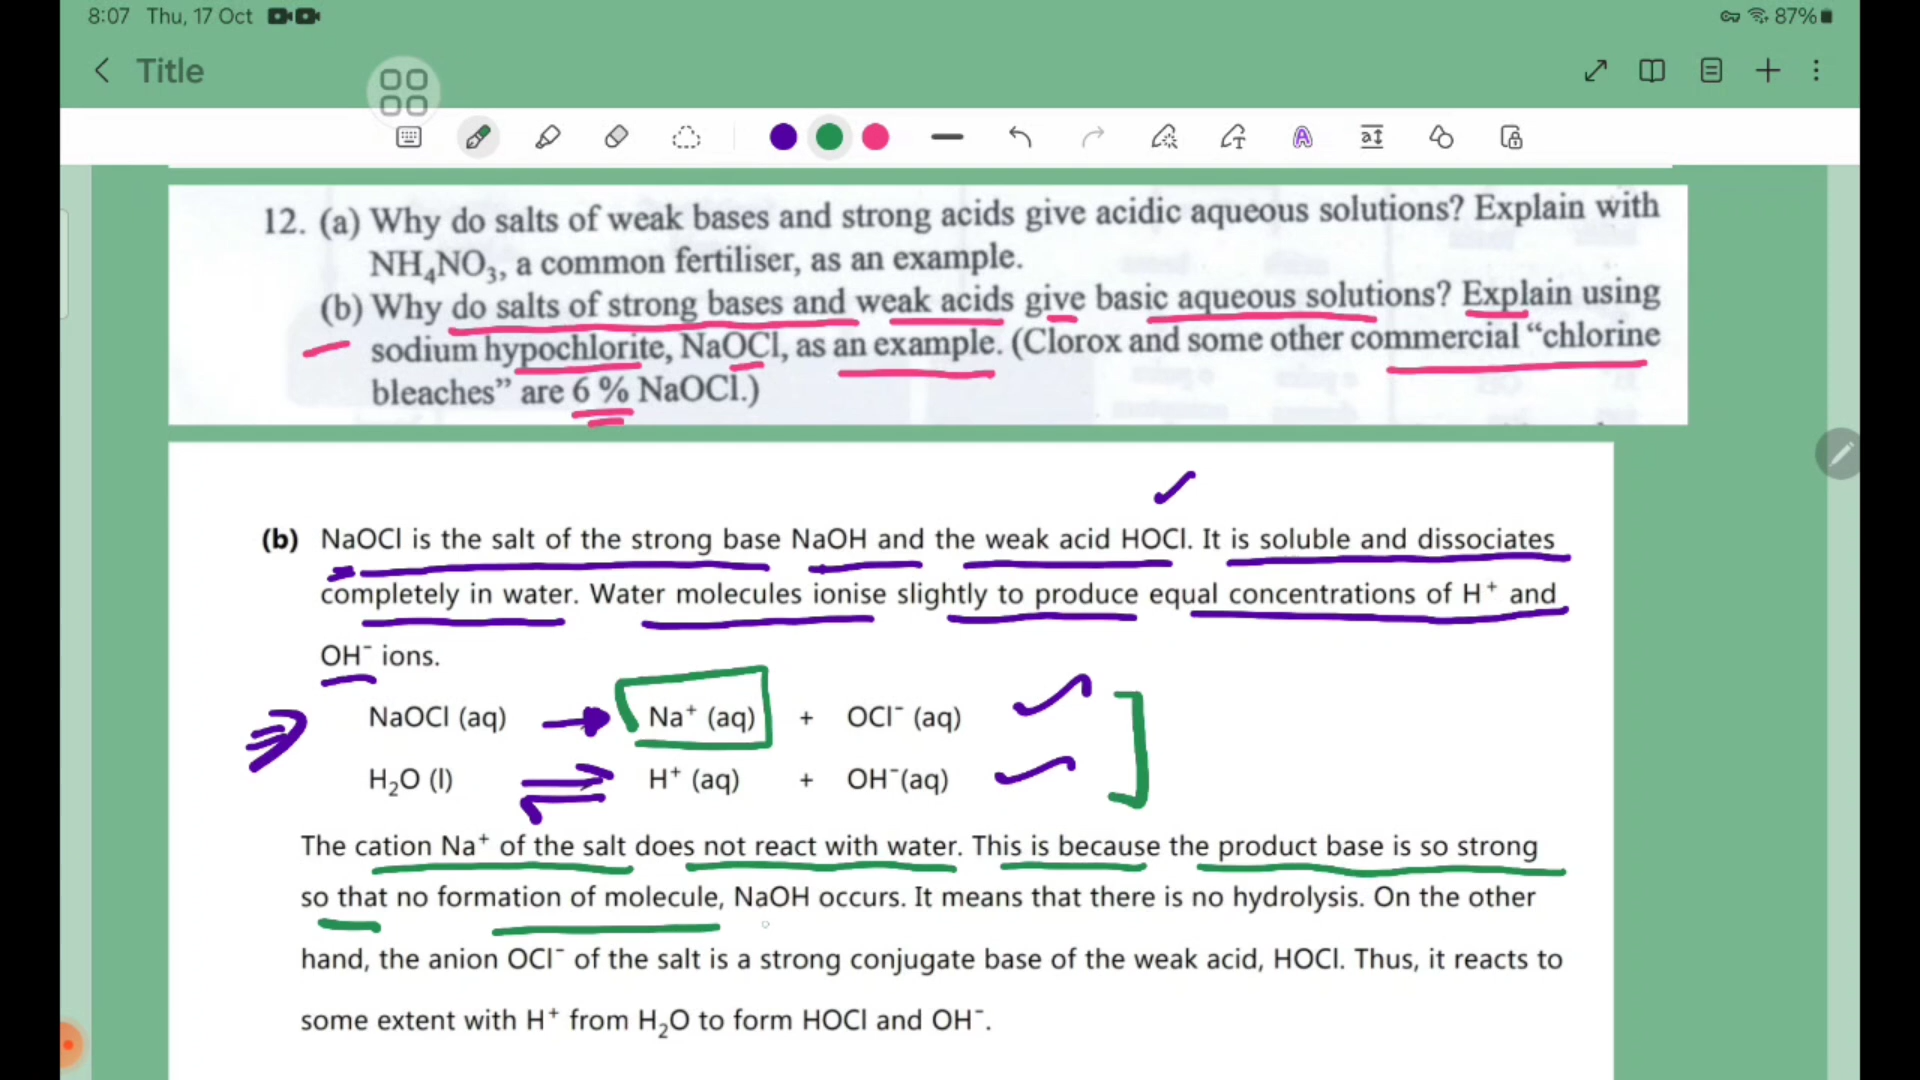 8:07 Thu, 17 Oct 87%
Title
12. (a) Why do salts of weak bases and strong acids give acidic aqueous solutions? Explain with
NH₄NO₃, a common fertiliser, as an example.
(b) Why do salts of strong bases and weak acids give basic aqueous solutions? Explain using
sodium hypochlorite, NaOCl, as an example. (Clorox and some other commercial “chlorine
bleaches” are 6 % NaOCl.)
(b) NaOCl is the salt of the strong base NaOH and the weak acid HOCl. It is soluble and dissociates
completely in water. Water molecules ionise slightly to produce equal concentrations of H⁺ and
OH⁻ ions.
NaOCl (aq) → Na⁺ (aq) + OCl⁻ (aq)
H₂O (l) ⇌ H⁺ (aq) + OH⁻(aq)
The cation Na⁺ of the salt does not react with water. This is because the product base is so strong
so that no formation of molecule, NaOH occurs. It means that there is no hydrolysis. On the other
hand, the anion OCl⁻ of the salt is a strong conjugate base of the weak acid, HOCl. Thus, it reacts to
some extent with H⁺ from H₂O to form HOCl and OH⁻.